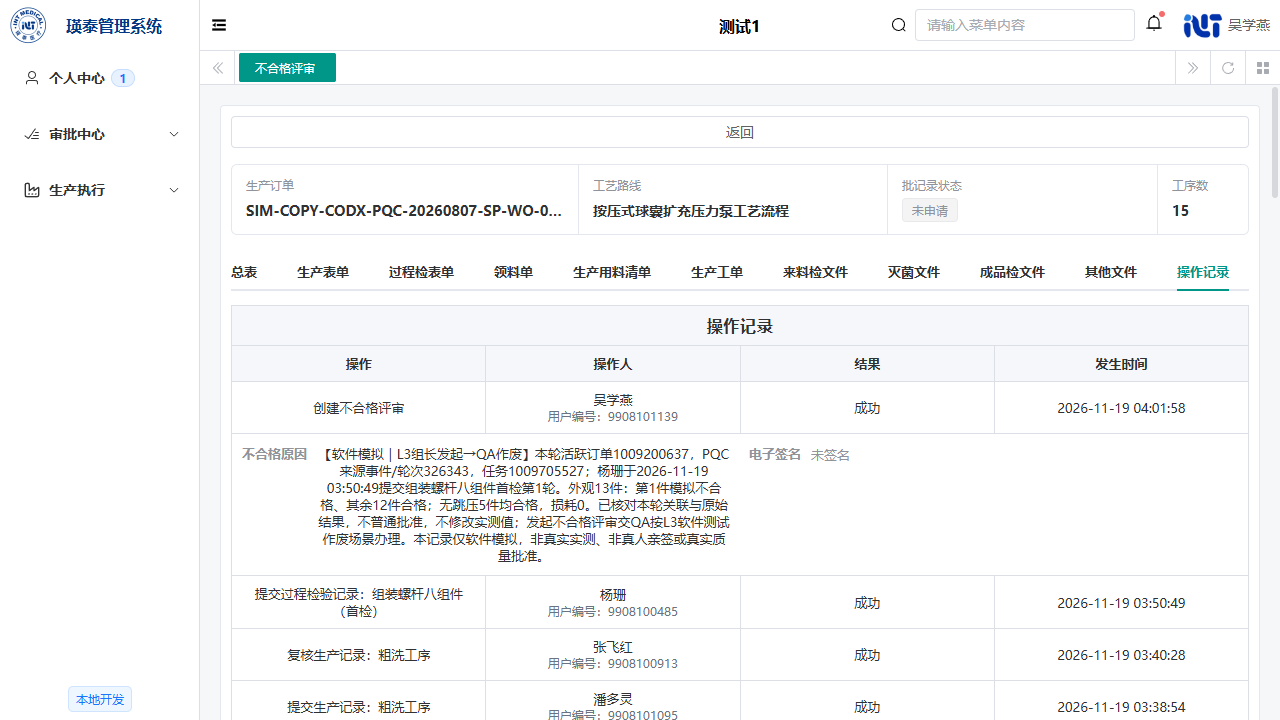 瑛泰管理系统
测试1
请输入菜单内容
吴学燕
个人中心 1
不合格评审
审批中心
生产执行
返回
生产订单 工艺路线 批记录状态 工序数
SIM-COPY-CODX-PQC-20260807-SP-WO-0... 按压式球囊扩充压力泵工艺流程 未申请 15
总表 生产表单 过程检表单 领料单 生产用料清单 生产工单 来料检文件 灭菌文件 成品检文件 其他文件 操作记录
操作记录
操作 操作人 结果 发生时间
创建不合格评审 吴学燕 成功 2026-11-19 04:01:58
用户编号：9908101139
不合格原因 【软件模拟｜L3组长发起→QA作废】本轮活跃订单1009200637，PQC
来源事件/轮次326343，任务1009705527；杨珊于2026-11-19
03:50:49提交组装螺杆八组件首检第1轮。外观13件：第1件模拟不合
格、其余12件合格；无跳压5件均合格，损耗0。已核对本轮关联与原始
结果，不普通批准，不修改实测值；发起不合格评审交QA按L3软件测试
作废场景办理。本记录仅软件模拟，非真实实测、非真人亲签或真实质
量批准。
电子签名 未签名
提交过程检验记录：组装螺杆八组件
（首检） 杨珊 成功 2026-11-19 03:50:49
用户编号：9908100485
复核生产记录：粗洗工序 张飞红 成功 2026-11-19 03:40:28
用户编号：9908100913
提交生产记录：粗洗工序 潘多灵 成功 2026-11-19 03:38:54
用户编号：9908101095
本地开发